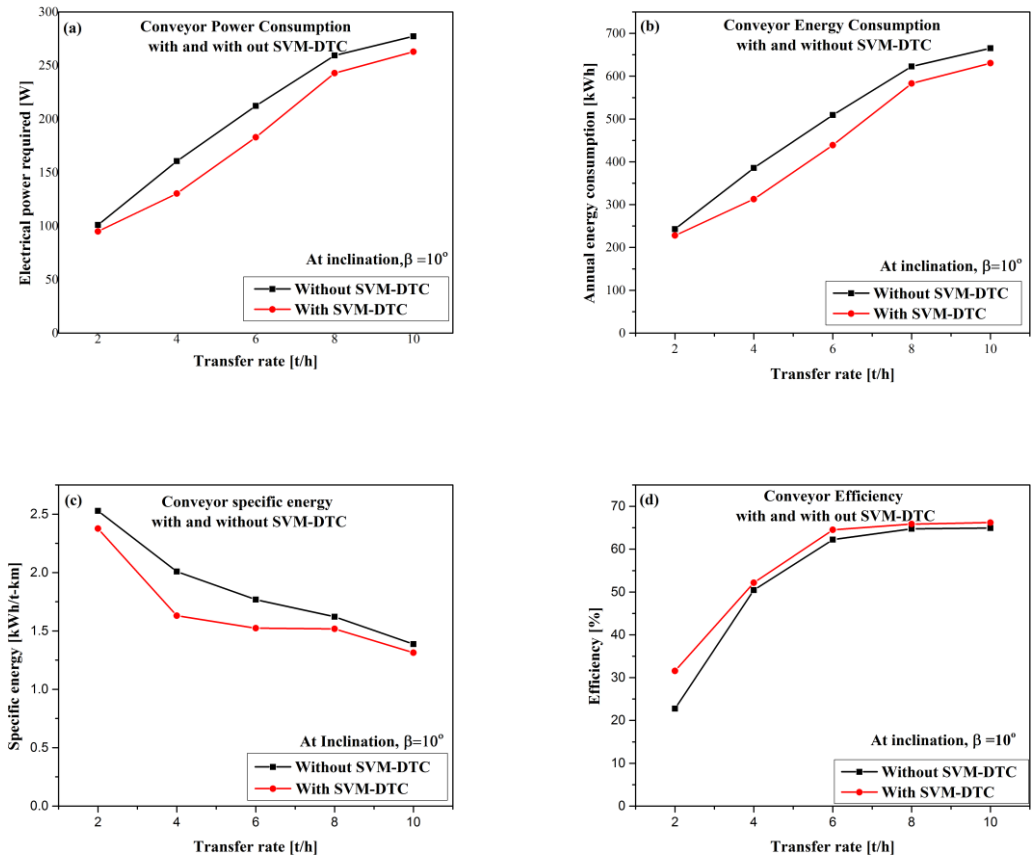 (a)
Conveyor Power Consumption
with and with out SVM-DTC
Electrical power required [W]
300
250
200
150
100
50
0
At inclination,β =10°
Without SVM-DTC
With SVM-DTC
2 4 6 8 10
Transfer rate [t/h]
(b)
Conveyor Energy Consumption
with and without SVM-DTC
Annual energy consumption [kWh]
700
600
500
400
300
200
100
0
At inclination, β=10°
Without SVM-DTC
With SVM-DTC
2 4 6 8 10
Transfer rate [t/h]
(c)
Conveyor specific energy
with and without SVM-DTC
Specific energy [kWh/t-km]
2.5
2.0
1.5
1.0
0.5
0.0
At Inclination, β=10°
Without SVM-DTC
With SVM-DTC
2 4 6 8 10
Transfer rate [t/h]
(d)
Conveyor Efficiency
with and with out SVM-DTC
Efficiency [%]
70
65
60
50
40
30
20
10
0
At inclination, β =10°
Without SVM-DTC
With SVM-DTC
2 4 6 8 10
Transfer rate [t/h]